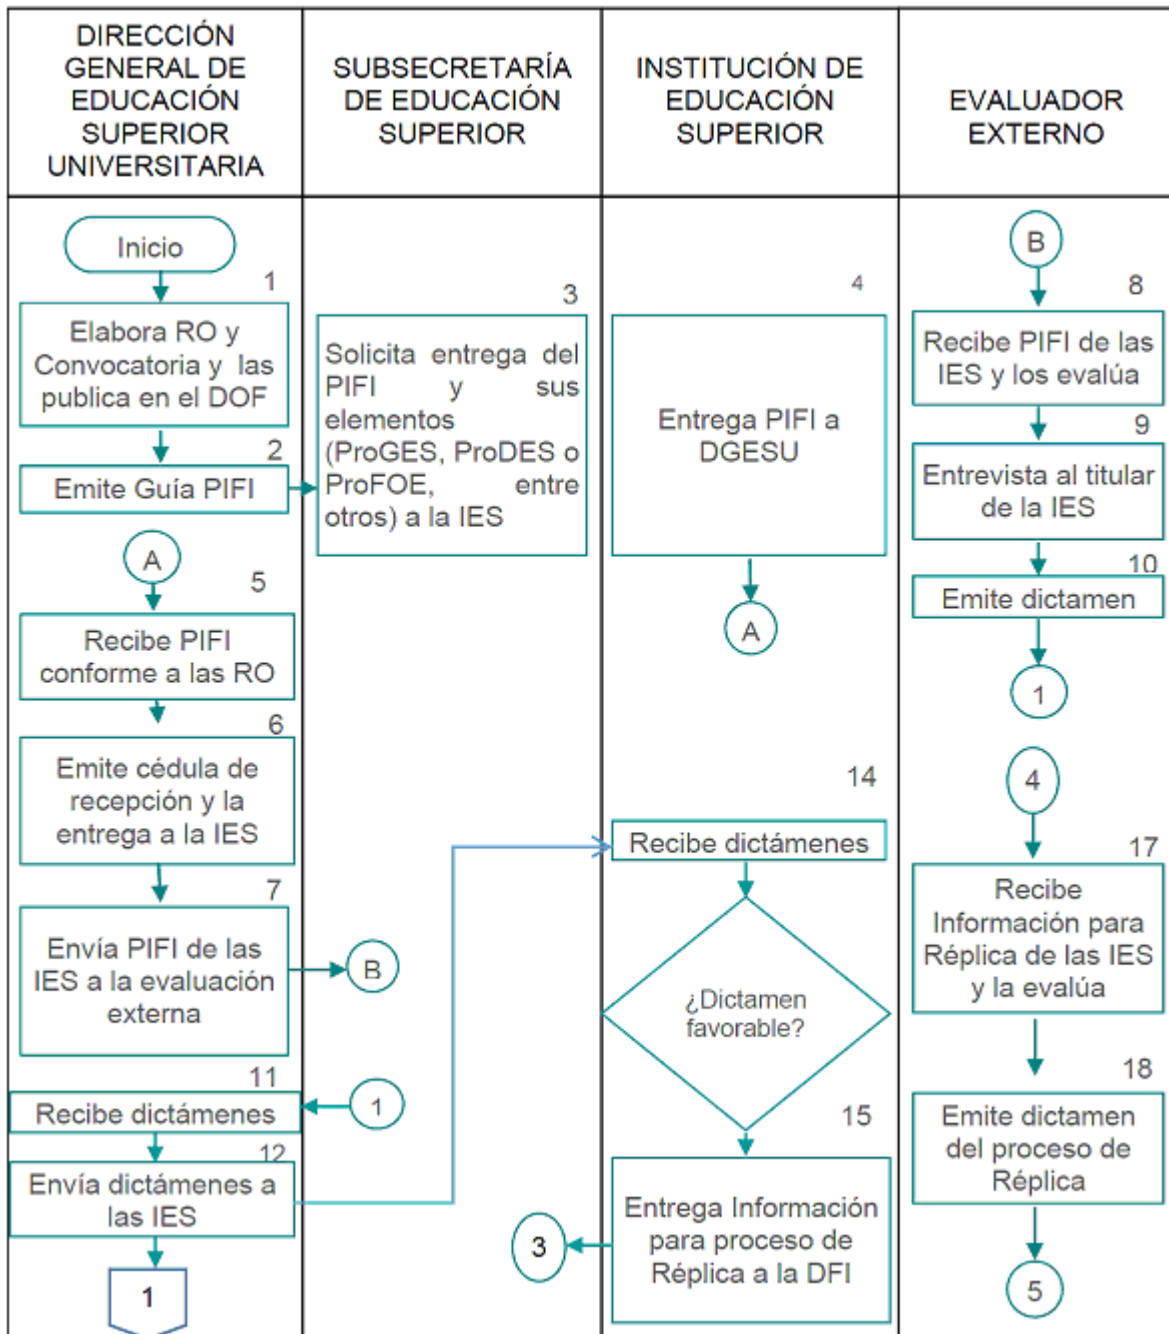 DIRECCIÓN
GENERAL DE
EDUCACIÓN
SUPERIOR
UNIVERSITARIA
SUBSECRETARÍA
DE EDUCACIÓN
SUPERIOR
INSTITUCIÓN DE
EDUCACIÓN
SUPERIOR
EVALUADOR
EXTERNO
Inicio
1
Elabora RO y
Convocatoria y las
publica en el DOF
2
Emite Guía PIFI
A
5
Recibe PIFI
conforme a las RO
6
Emite cédula de
recepción y la
entrega a la IES
7
Envía PIFI de las
IES a la evaluación
externa
11
Recibe dictámenes
12
Envía dictámenes a
las IES
1
3
Solicita entrega del
PIFI y sus
elementos
(ProGES, ProDES o
ProFOE, entre
otros) a la IES
B
1
3
4
Entrega PIFI a
DGESU
A
14
Recibe dictámenes
¿Dictamen
favorable?
15
Entrega Información
para proceso de
Réplica a la DFI
B
8
Recibe PIFI de las
IES y los evalúa
9
Entrevista al titular
de la IES
10
Emite dictamen
1
4
17
Recibe
Información para
Réplica de las IES
y la evalúa
18
Emite dictamen
del proceso de
Réplica
5